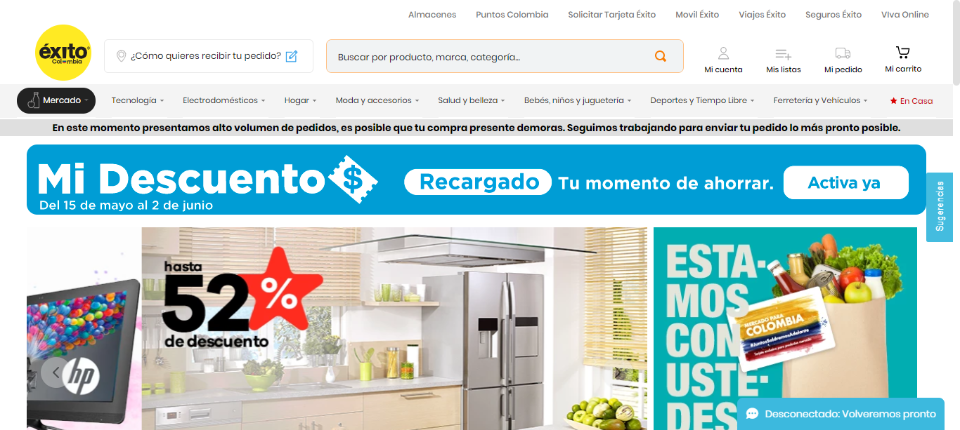 Almacenes Puntos Colombia Solicitar Tarjeta Éxito Movil Éxito Viajes Éxito Seguros Éxito VIva Online
éxito
Colombia
¿Cómo quieres recibir tu pedido?
Buscar por producto, marca, categoría...
Mi cuenta Mis listas Mi pedido Mi carrito
Mercado Tecnología Electrodomésticos Hogar Moda y accesorios Salud y belleza Bebés, niños y juguetería Deportes y Tiempo Libre Ferretería y Vehículos En Casa
En este momento presentamos alto volumen de pedidos, es posible que tu compra presente demoras. Seguimos trabajando para enviar tu pedido lo más pronto posible.
Mi Descuento $ Recargado Tu momento de ahorrar. Activa ya
Del 15 de mayo al 2 de junio
Sugerencias
hasta
52%
de descuento
hp
ESTA-
MOS
CON
USTE-
DES
MERCADO PARA
COLOMBIA
Desconectado: Volveremos pronto